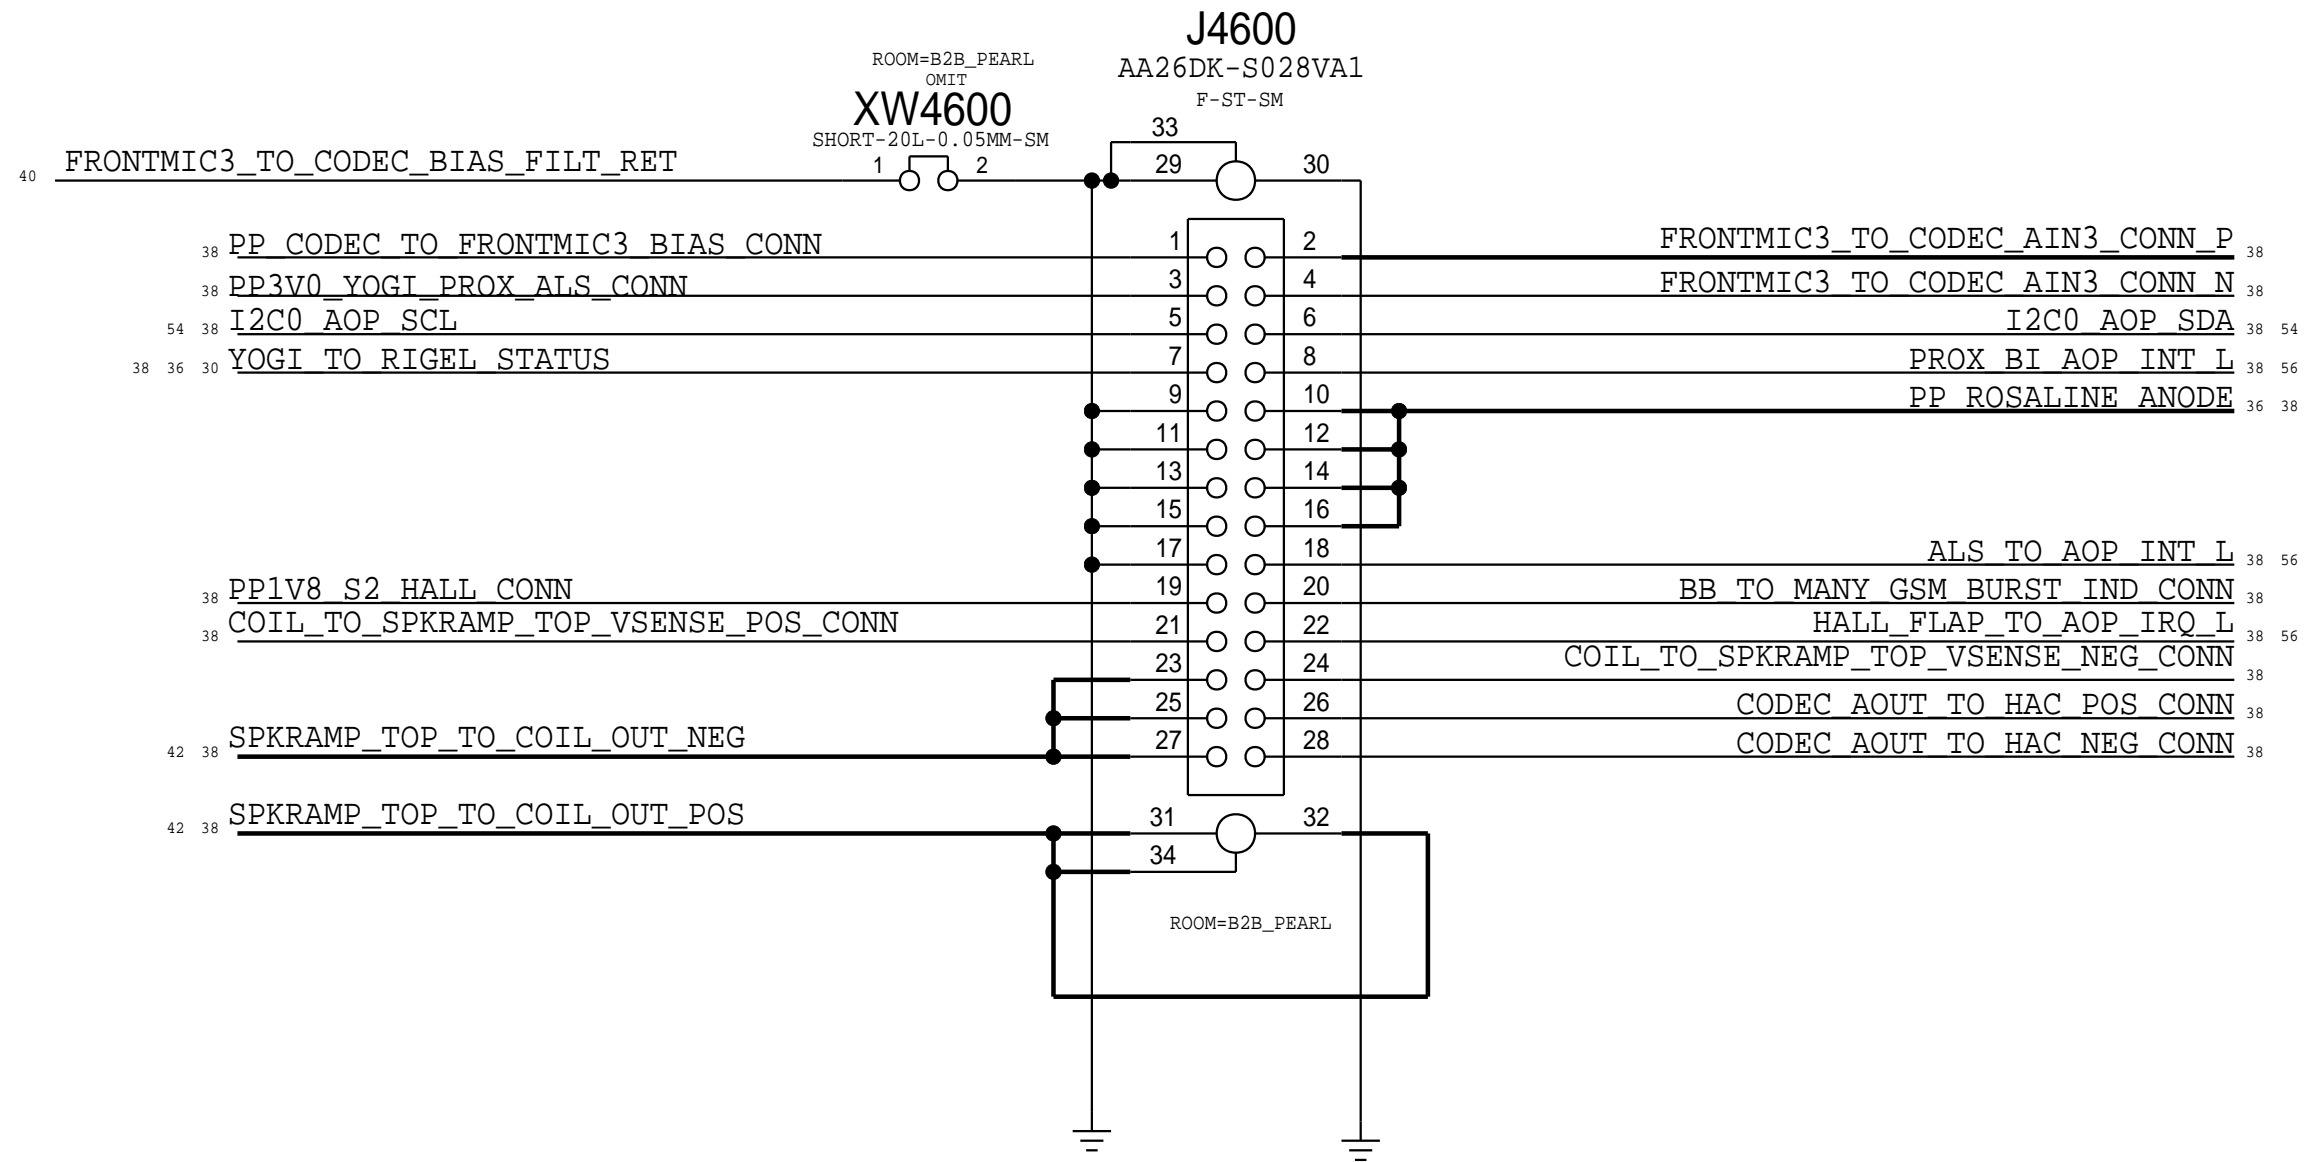 J4600
AA26DK-S028VA1
F-ST-SM
ROOM=B2B_PEARL
OMIT
XW4600
SHORT-20L-0.05MM-SM
33
40 FRONTMIC3_TO_CODEC_BIAS_FILT_RET 1 2 29 30
38 PP_CODEC_TO_FRONTMIC3_BIAS_CONN 1 2 FRONTMIC3_TO_CODEC_AIN3_CONN_P 38
38 PP3V0_YOGI_PROX_ALS_CONN 3 4 FRONTMIC3_TO_CODEC_AIN3_CONN_N 38
54 38 I2C0_AOP_SCL 5 6 I2C0_AOP_SDA 38 54
38 36 30 YOGI_TO_RIGEL_STATUS 7 8 PROX_BI_AOP_INT_L 38 56
9 10 PP_ROSALINE_ANODE 36 38
11 12
13 14
15 16
17 18 ALS_TO_AOP_INT_L 38 56
38 PP1V8_S2_HALL_CONN 19 20 BB_TO_MANY_GSM_BURST_IND_CONN 38
38 COIL_TO_SPKRAMP_TOP_VSENSE_POS_CONN 21 22 HALL_FLAP_TO_AOP_IRQ_L 38 56
23 24 COIL_TO_SPKRAMP_TOP_VSENSE_NEG_CONN 38
25 26 CODEC_AOUT_TO_HAC_POS_CONN 38
42 38 SPKRAMP_TOP_TO_COIL_OUT_NEG 27 28 CODEC_AOUT_TO_HAC_NEG_CONN 38
42 38 SPKRAMP_TOP_TO_COIL_OUT_POS 31 32
34
ROOM=B2B_PEARL